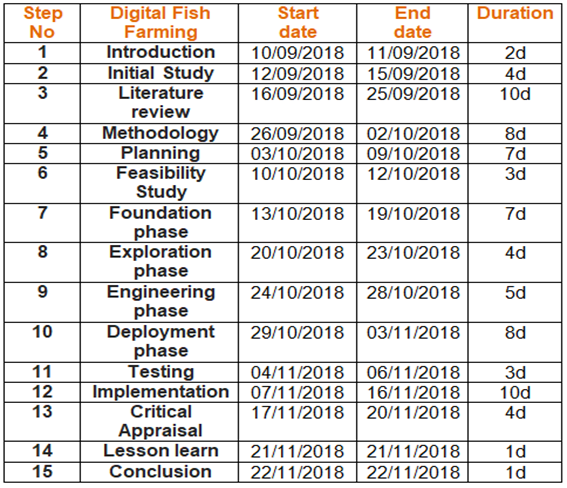 Step No Digital Fish Farming Start date End date Duration
1 Introduction 10/09/2018 11/09/2018 2d
2 Initial Study 12/09/2018 15/09/2018 4d
3 Literature review 16/09/2018 25/09/2018 10d
4 Methodology 26/09/2018 02/10/2018 8d
5 Planning 03/10/2018 09/10/2018 7d
6 Feasibility Study 10/10/2018 12/10/2018 3d
7 Foundation phase 13/10/2018 19/10/2018 7d
8 Exploration phase 20/10/2018 23/10/2018 4d
9 Engineering phase 24/10/2018 28/10/2018 5d
10 Deployment phase 29/10/2018 03/11/2018 8d
11 Testing 04/11/2018 06/11/2018 3d
12 Implementation 07/11/2018 16/11/2018 10d
13 Critical Appraisal 17/11/2018 20/11/2018 4d
14 Lesson learn 21/11/2018 21/11/2018 1d
15 Conclusion 22/11/2018 22/11/2018 1d